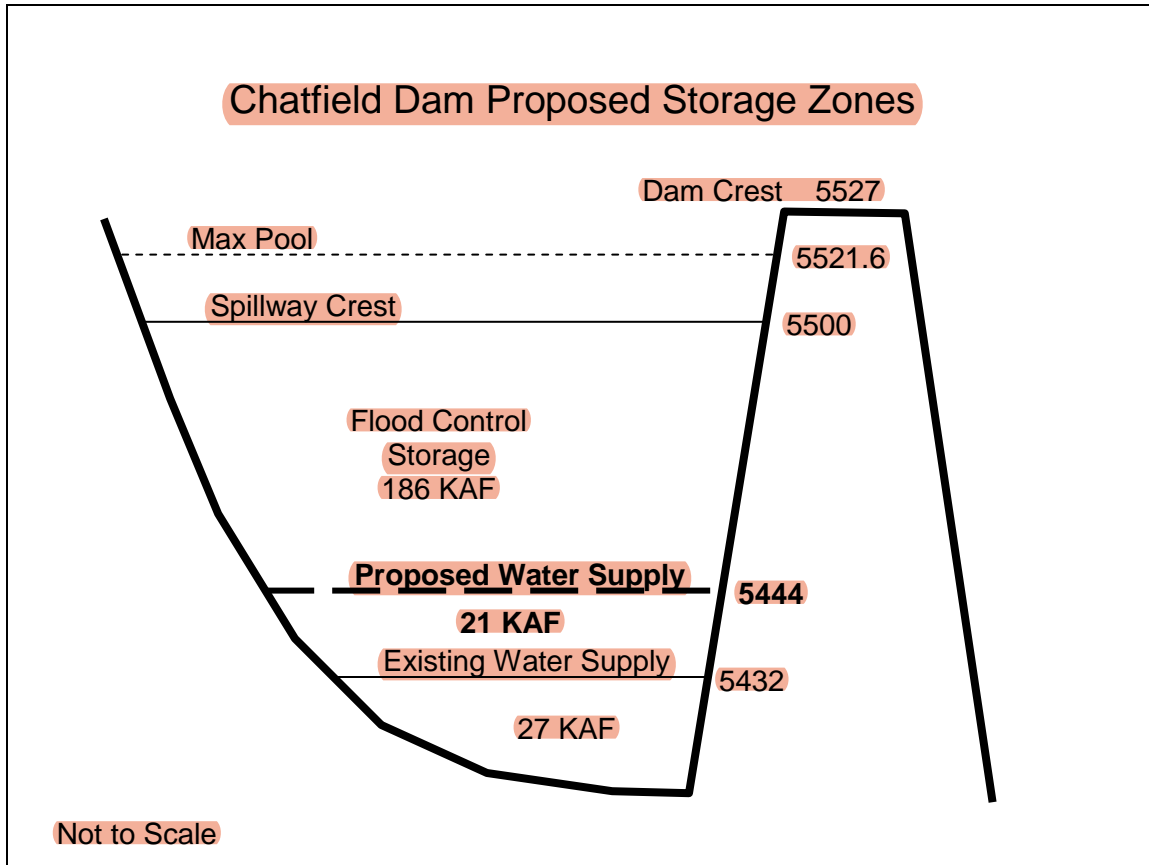 Chatfield Dam Proposed Storage Zones
Dam Crest 5527
Max Pool
5521.6
Spillway Crest
5500
Flood Control
Storage
186 KAF
Proposed Water Supply
5444
21 KAF
Existing Water Supply
5432
27 KAF
Not to Scale